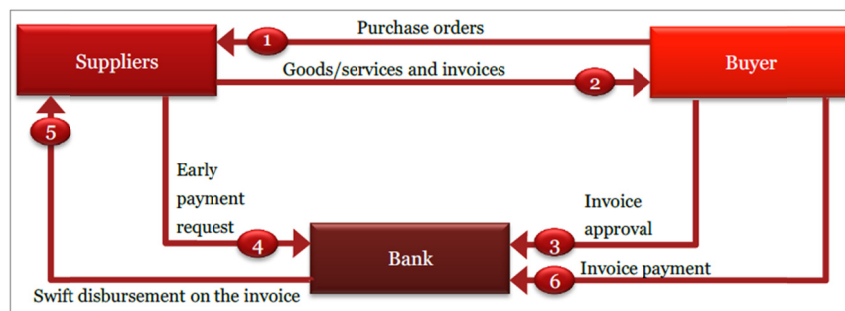 Purchase orders
1
Suppliers
Buyer
Goods/services and invoices
2
5
Early
payment
request
4
Invoice
approval
3
Bank
Invoice payment
6
Swift disbursement on the invoice